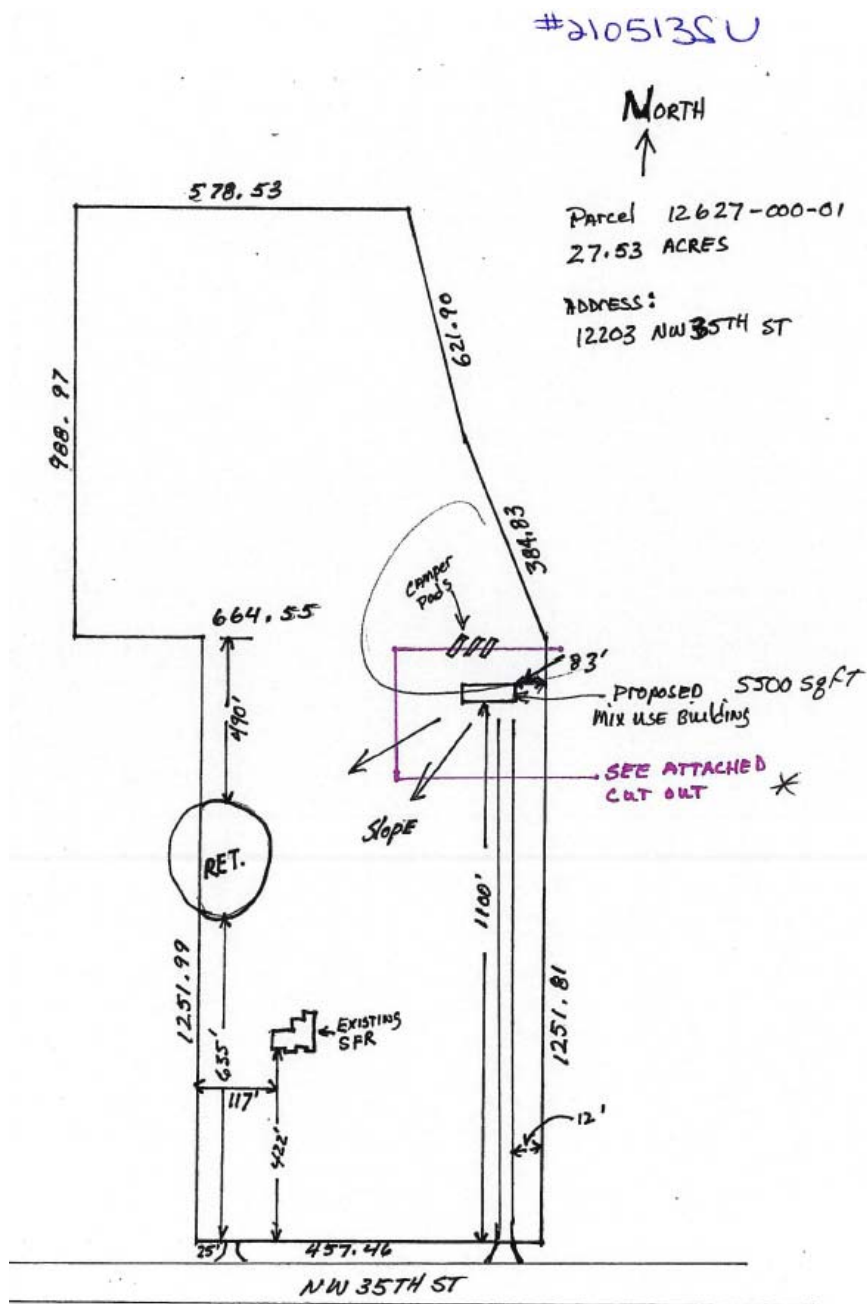 #210513SU
NORTH
Parcel 12627-000-01
27.53 ACRES
ADDRESS:
12203 NW 35TH ST
578.53
621.90
988.97
384.83
camper
pads
664.55
83'
PROPOSED 5500 sqft
MIX USE BUILDING
490'
SEE ATTACHED
CUT OUT *
Slope
RET.
1100'
1251.99
1251.81
EXISTING
SFR
655'
117'
12'
422'
25'
457.46
NW 35TH ST